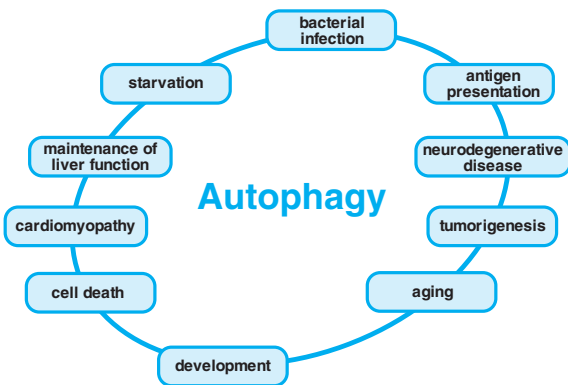 bacterial
infection
antigen
presentation
neurodegenerative
disease
tumorigenesis
aging
development
cell death
cardiomyopathy
maintenance of
liver function
starvation
Autophagy